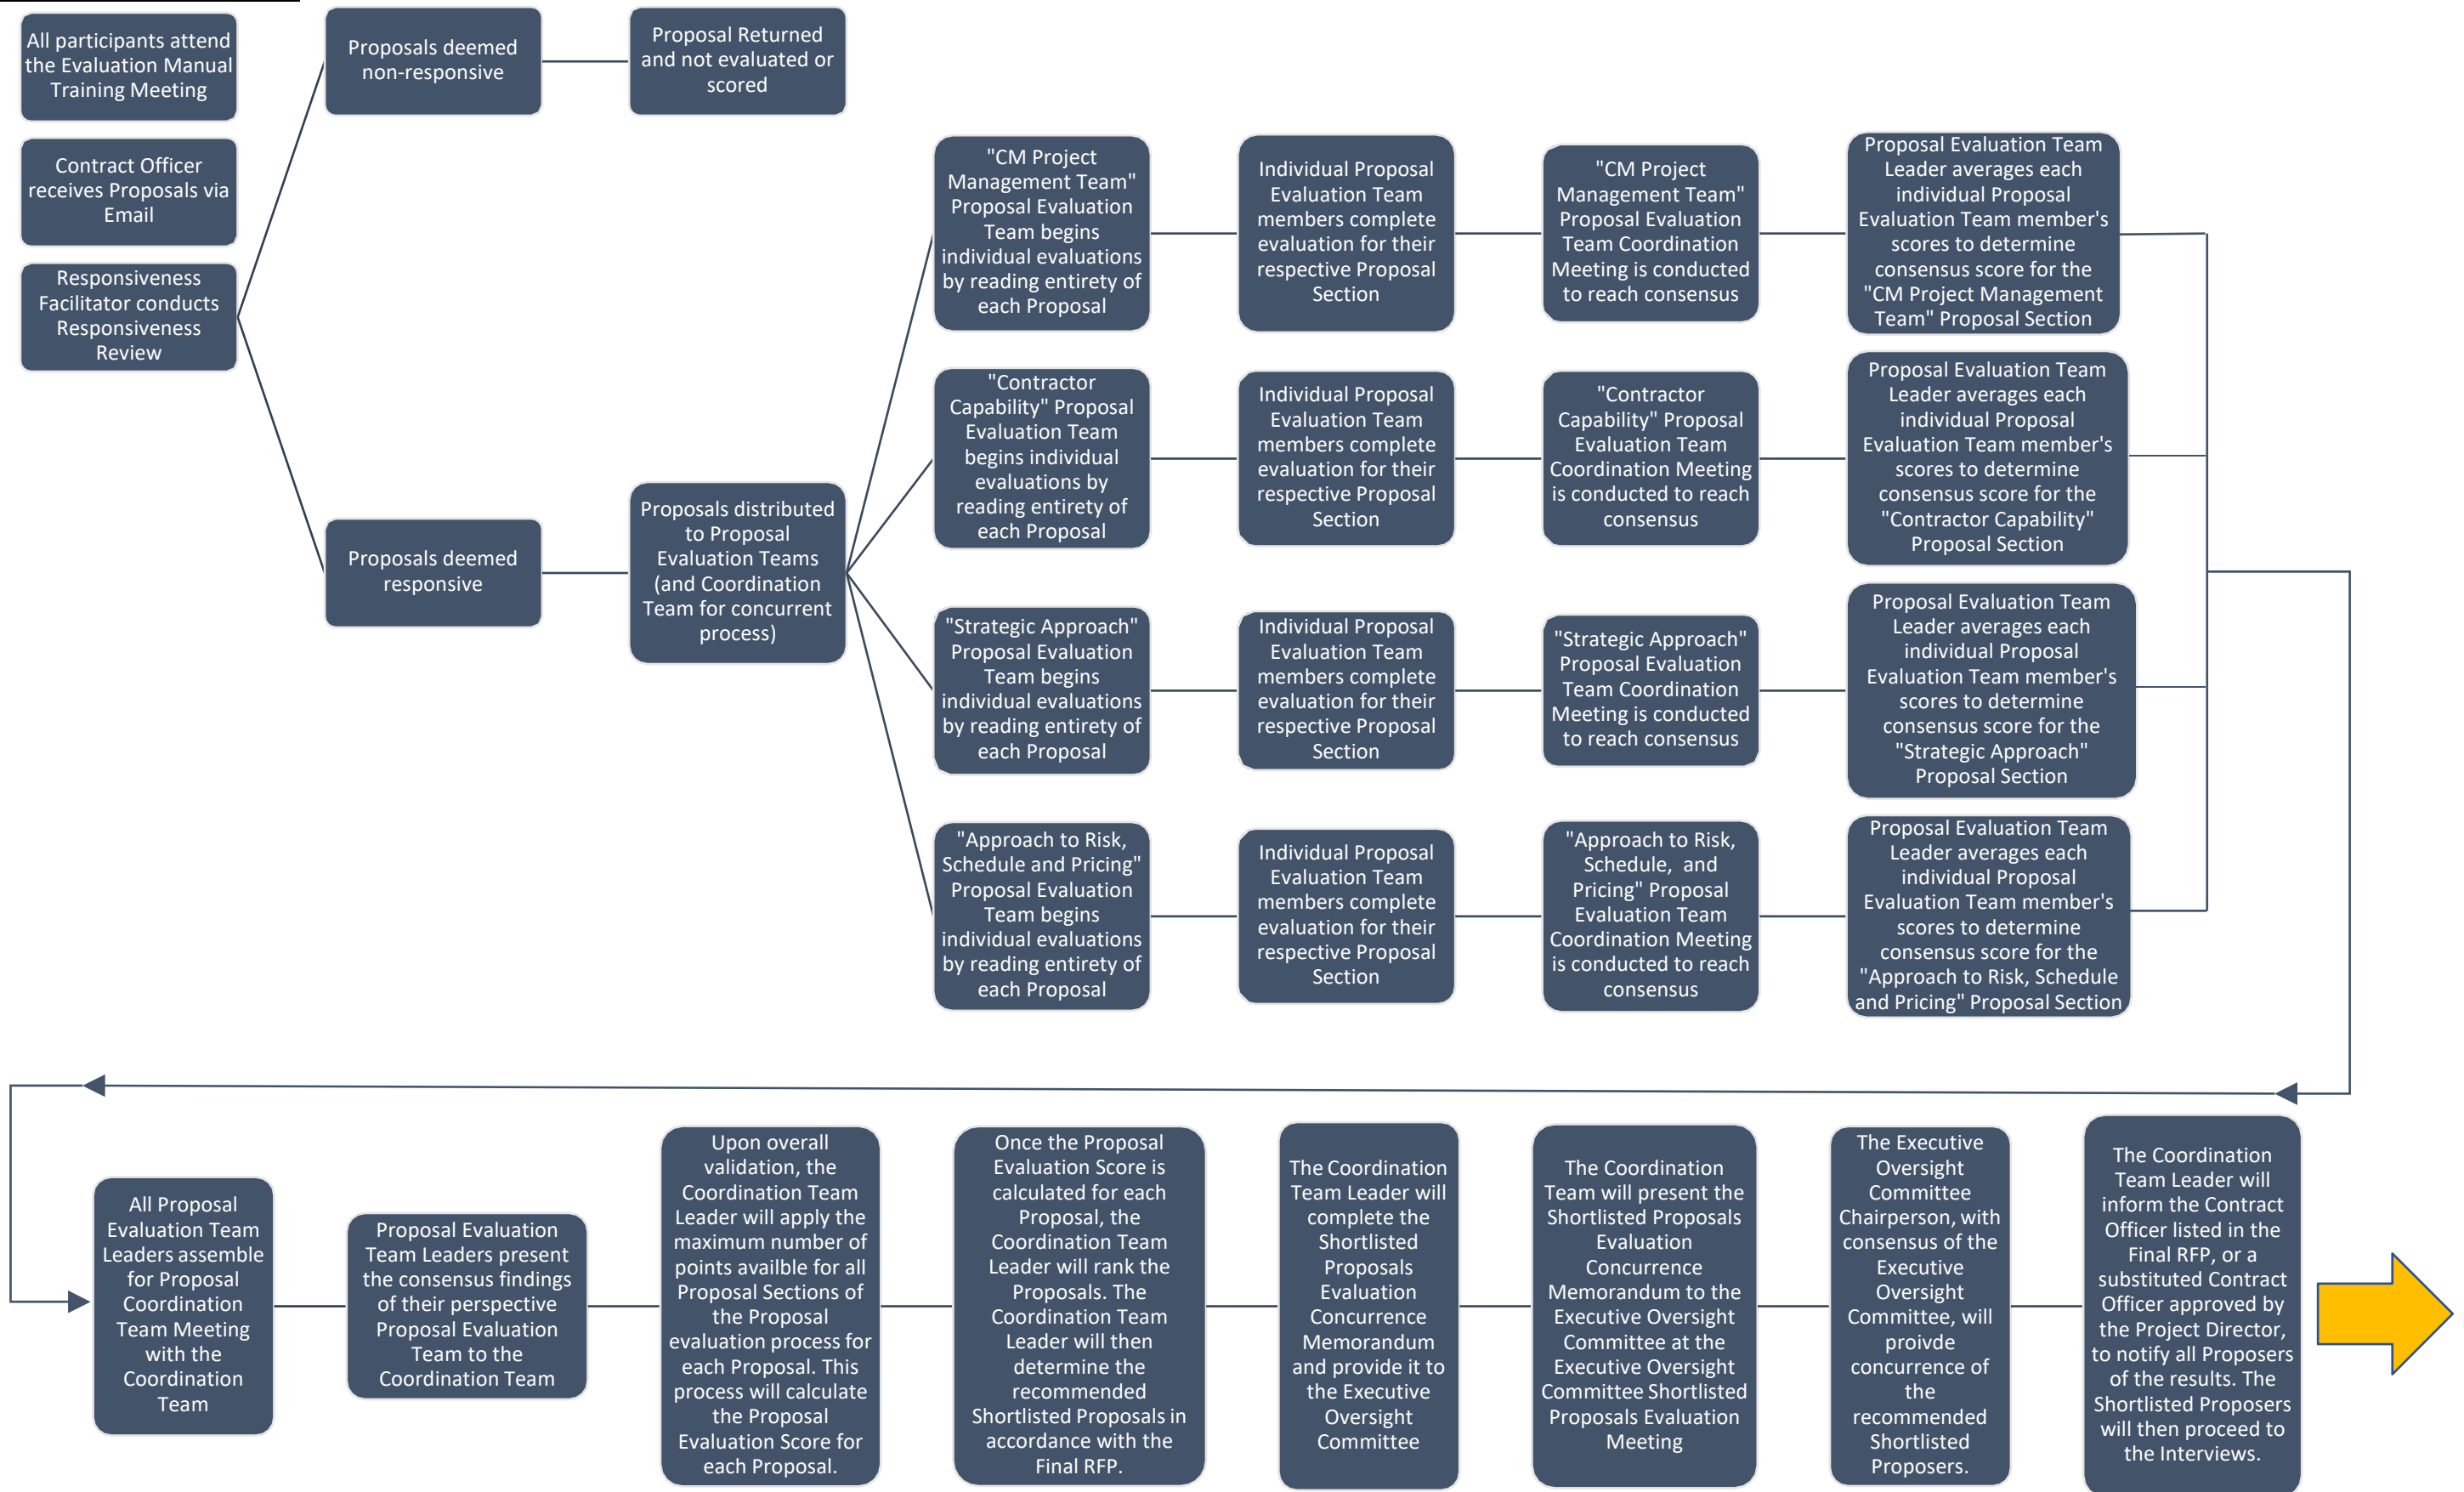 All participants attend
the Evaluation Manual
Training Meeting
Contract Officer
receives Proposals via
Email
Responsiveness
Facilitator conducts
Responsiveness
Review
Proposals deemed
non-responsive
Proposal Returned
and not evaluated or
scored
Proposals deemed
responsive
Proposals distributed
to Proposal
Evaluation Teams
(and Coordination
Team for concurrent
process)
"CM Project
Management Team"
Proposal Evaluation
Team begins
individual evaluations
by reading entirety of
each Proposal
Individual Proposal
Evaluation Team
members complete
evaluation for their
respective Proposal
Section
"CM Project
Management Team"
Proposal Evaluation
Team Coordination
Meeting is conducted
to reach consensus
Proposal Evaluation Team
Leader averages each
individual Proposal
Evaluation Team member's
scores to determine
consensus score for the
"CM Project Management
Team" Proposal Section
"Contractor
Capability" Proposal
Evaluation Team
begins individual
evaluations by
reading entirety of
each Proposal
Individual Proposal
Evaluation Team
members complete
evaluation for their
respective Proposal
Section
"Contractor
Capability" Proposal
Evaluation Team
Coordination Meeting
is conducted to reach
consensus
Proposal Evaluation Team
Leader averages each
individual Proposal
Evaluation Team member's
scores to determine
consensus score for the
"Contractor Capability"
Proposal Section
"Strategic Approach"
Proposal Evaluation
Team begins
individual evaluations
by reading entirety of
each Proposal
Individual Proposal
Evaluation Team
members complete
evaluation for their
respective Proposal
Section
"Strategic Approach"
Proposal Evaluation
Team Coordination
Meeting is conducted
to reach consensus
Proposal Evaluation Team
Leader averages each
individual Proposal
Evaluation Team member's
scores to determine
consensus score for the
"Strategic Approach"
Proposal Section
"Approach to Risk,
Schedule and Pricing"
Proposal Evaluation
Team begins
individual evaluations
by reading entirety of
each Proposal
Individual Proposal
Evaluation Team
members complete
evaluation for their
respective Proposal
Section
"Approach to Risk,
Schedule, and
Pricing" Proposal
Evaluation Team
Coordination Meeting
is conducted to reach
consensus
Proposal Evaluation Team
Leader averages each
individual Proposal
Evaluation Team member's
scores to determine
consensus score for the
"Approach to Risk, Schedule
and Pricing" Proposal Section
All Proposal
Evaluation Team
Leaders assemble
for Proposal
Coordination
Team Meeting
with the
Coordination
Team
Proposal Evaluation
Team Leaders present
the consensus findings
of their perspective
Proposal Evaluation
Team to the
Coordination Team
Upon overall
validation, the
Coordination Team
Leader will apply the
maximum number of
points availble for all
Proposal Sections of
the Proposal
evaluation process for
each Proposal. This
process will calculate
the Proposal
Evaluation Score for
each Proposal.
Once the Proposal
Evaluation Score is
calculated for each
Proposal, the
Coordination Team
Leader will rank the
Proposals. The
Coordination Team
Leader will then
determine the
recommended
Shortlisted Proposals in
accordance with the
Final RFP.
The Coordination
Team Leader will
complete the
Shortlisted
Proposals
Evaluation
Concurrence
Memorandum
and provide it to
the Executive
Oversight
Committee
The Coordination
Team will present the
Shortlisted Proposals
Evaluation
Concurrence
Memorandum to the
Executive Oversight
Committee at the
Executive Oversight
Committee Shortlisted
Proposals Evaluation
Meeting
The Executive
Oversight
Committee
Chairperson, with
consensus of the
Executive
Oversight
Committee, will
proivde
concurrence of
the
recommended
Shortlisted
Proposers.
The Coordination
Team Leader will
inform the Contract
Officer listed in the
Final RFP, or a
substituted Contract
Officer approved by
the Project Director,
to notify all Proposers
of the results. The
Shortlisted Proposers
will then proceed to
the Interviews.